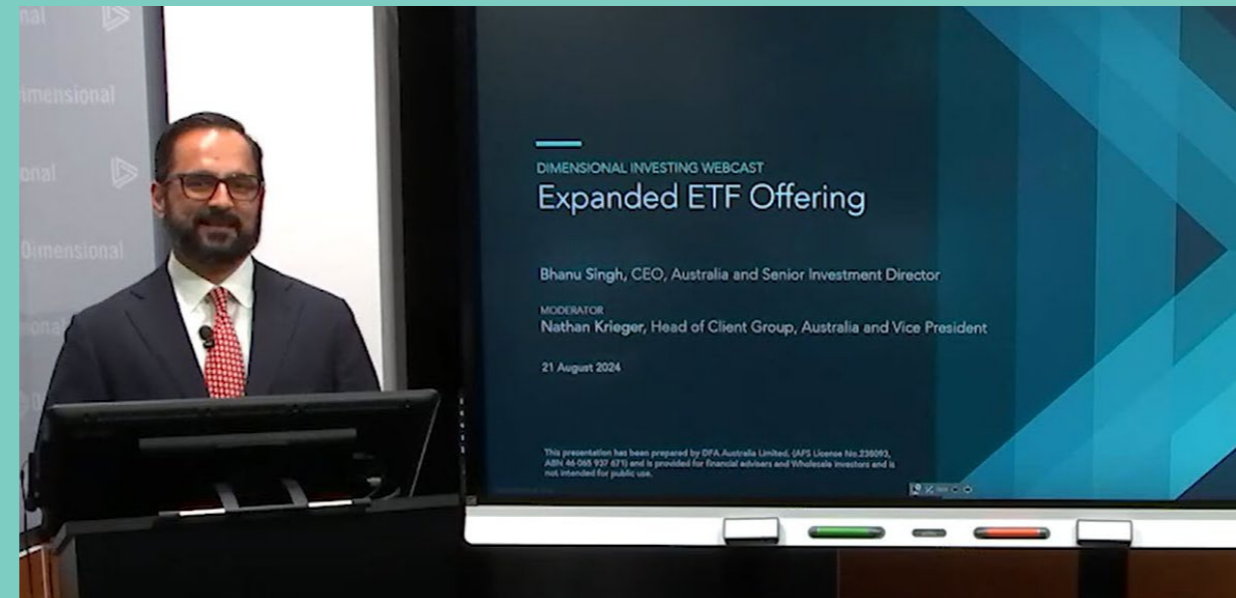 nal
imensional
onal
Dimensional
DIMENSIONAL INVESTING WEBCAST
Expanded ETF Offering
Bhanu Singh, CEO, Australia and Senior Investment Director
MODERATOR
Nathan Krieger, Head of Client Group, Australia and Vice President
21 August 2024
This presentation has been prepared by DFA Australia Limited, (AFS License No.238093,
ABN 46 065 937 671) and is provided for financial advisers and Wholesale investors and is
not intended for public use.